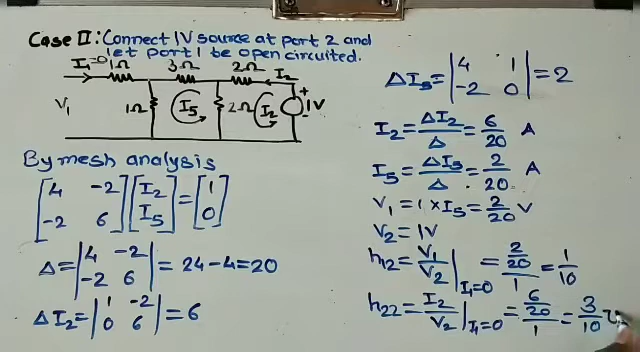 Case II: Connect 1V source at port 2 and
let port 1 be open circuited.
I₁=0 1Ω 3Ω 2Ω I₂
V₁ 1Ω I₅ 2Ω I₂ + - 1V
By mesh analysis
[4 -2; -2 6] [I₂; I₅] = [1; 0]
Δ = |4 -2; -2 6| = 24-4=20
ΔI₂ = |1 -2; 0 6| = 6
ΔI₅ = |4 1; -2 0| = 2
I₂ = ΔI₂/Δ = 6/20 A
I₅ = ΔI₅/Δ = 2/20 A
V₁ = 1 × I₅ = 2/20 V
V₂ = 1V
h₁₂ = V₁/V₂ |I₁=0 = (2/20)/1 = 1/10
h₂₂ = I₂/V₂ |I₁=0 = (6/20)/1 = 3/10